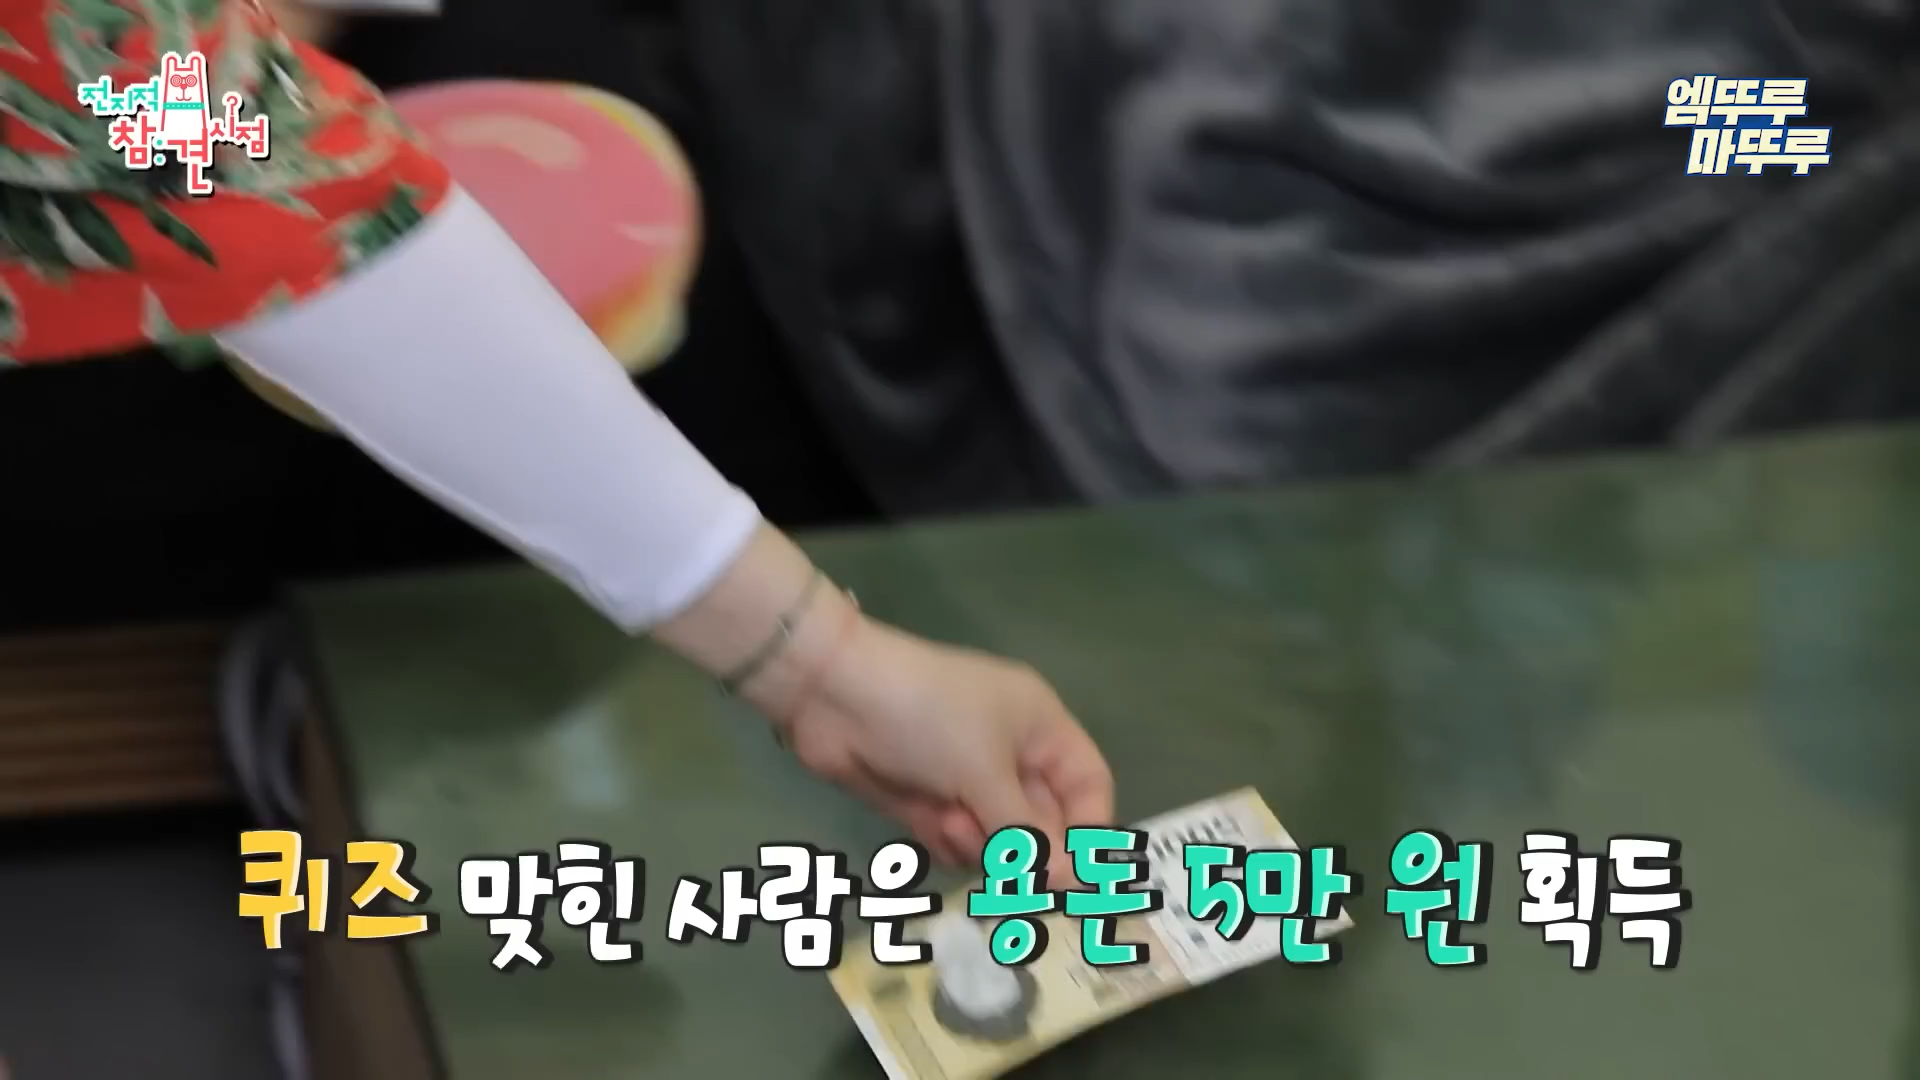 전지적
참견 시점
엠뚜루
마뚜루
퀴즈 맞힌 사람은 용돈 5만 원 획득